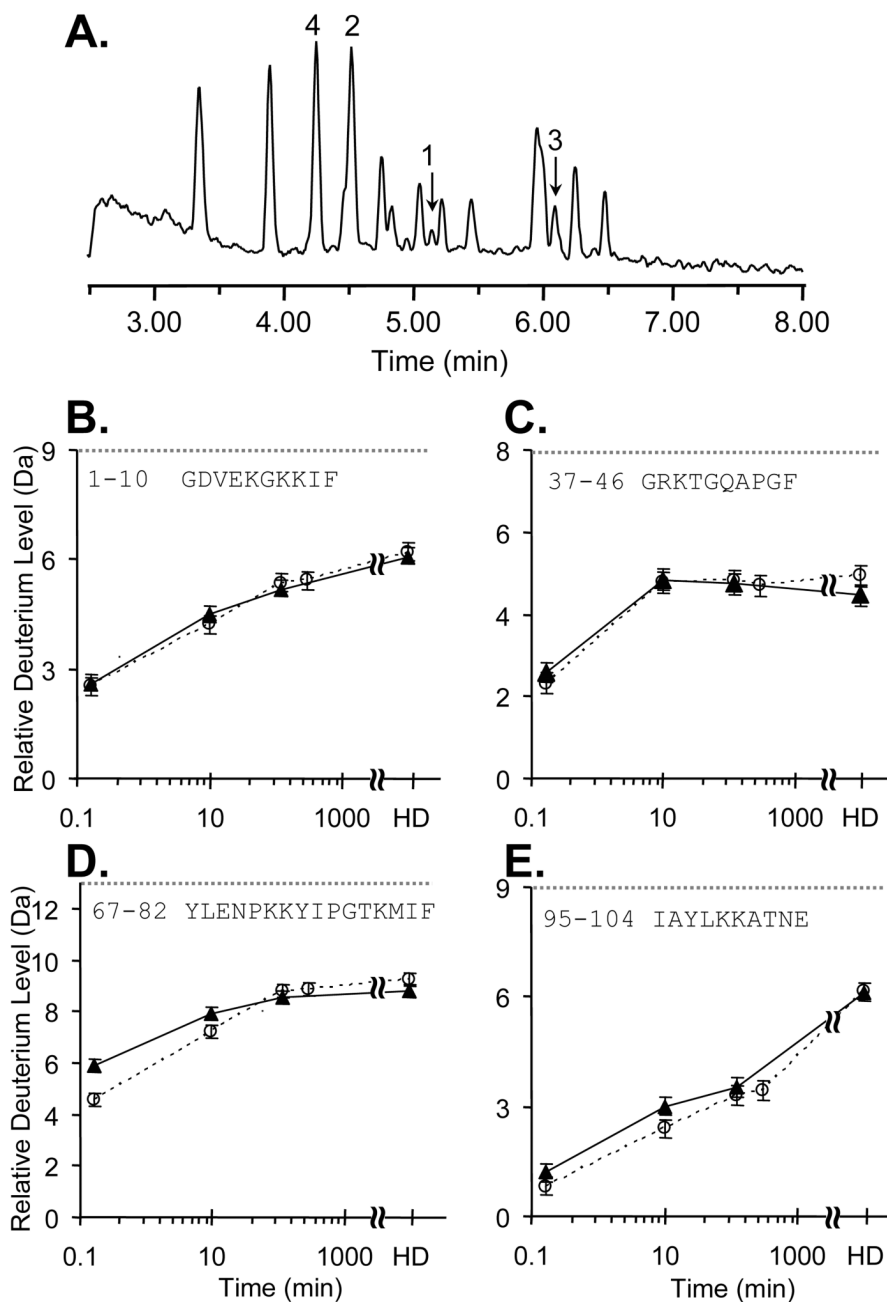 A.
4 2
1
3
3.00 4.00 5.00 6.00 7.00 8.00
Time (min)
B.
Relative Deuterium Level (Da)
9
6
3
0
1-10 GDVEKGKKIF
0.1 10 1000 HD
C.
8
6
4
2
0
37-46 GRKTGQAPGF
0.1 10 1000 HD
D.
Relative Deuterium Level (Da)
12
10
8
6
4
2
0
67-82 YLENPKKYIPGTKMIF
0.1 10 1000 HD
Time (min)
E.
9
6
3
0
95-104 IAYLKKATNE
0.1 10 1000 HD
Time (min)